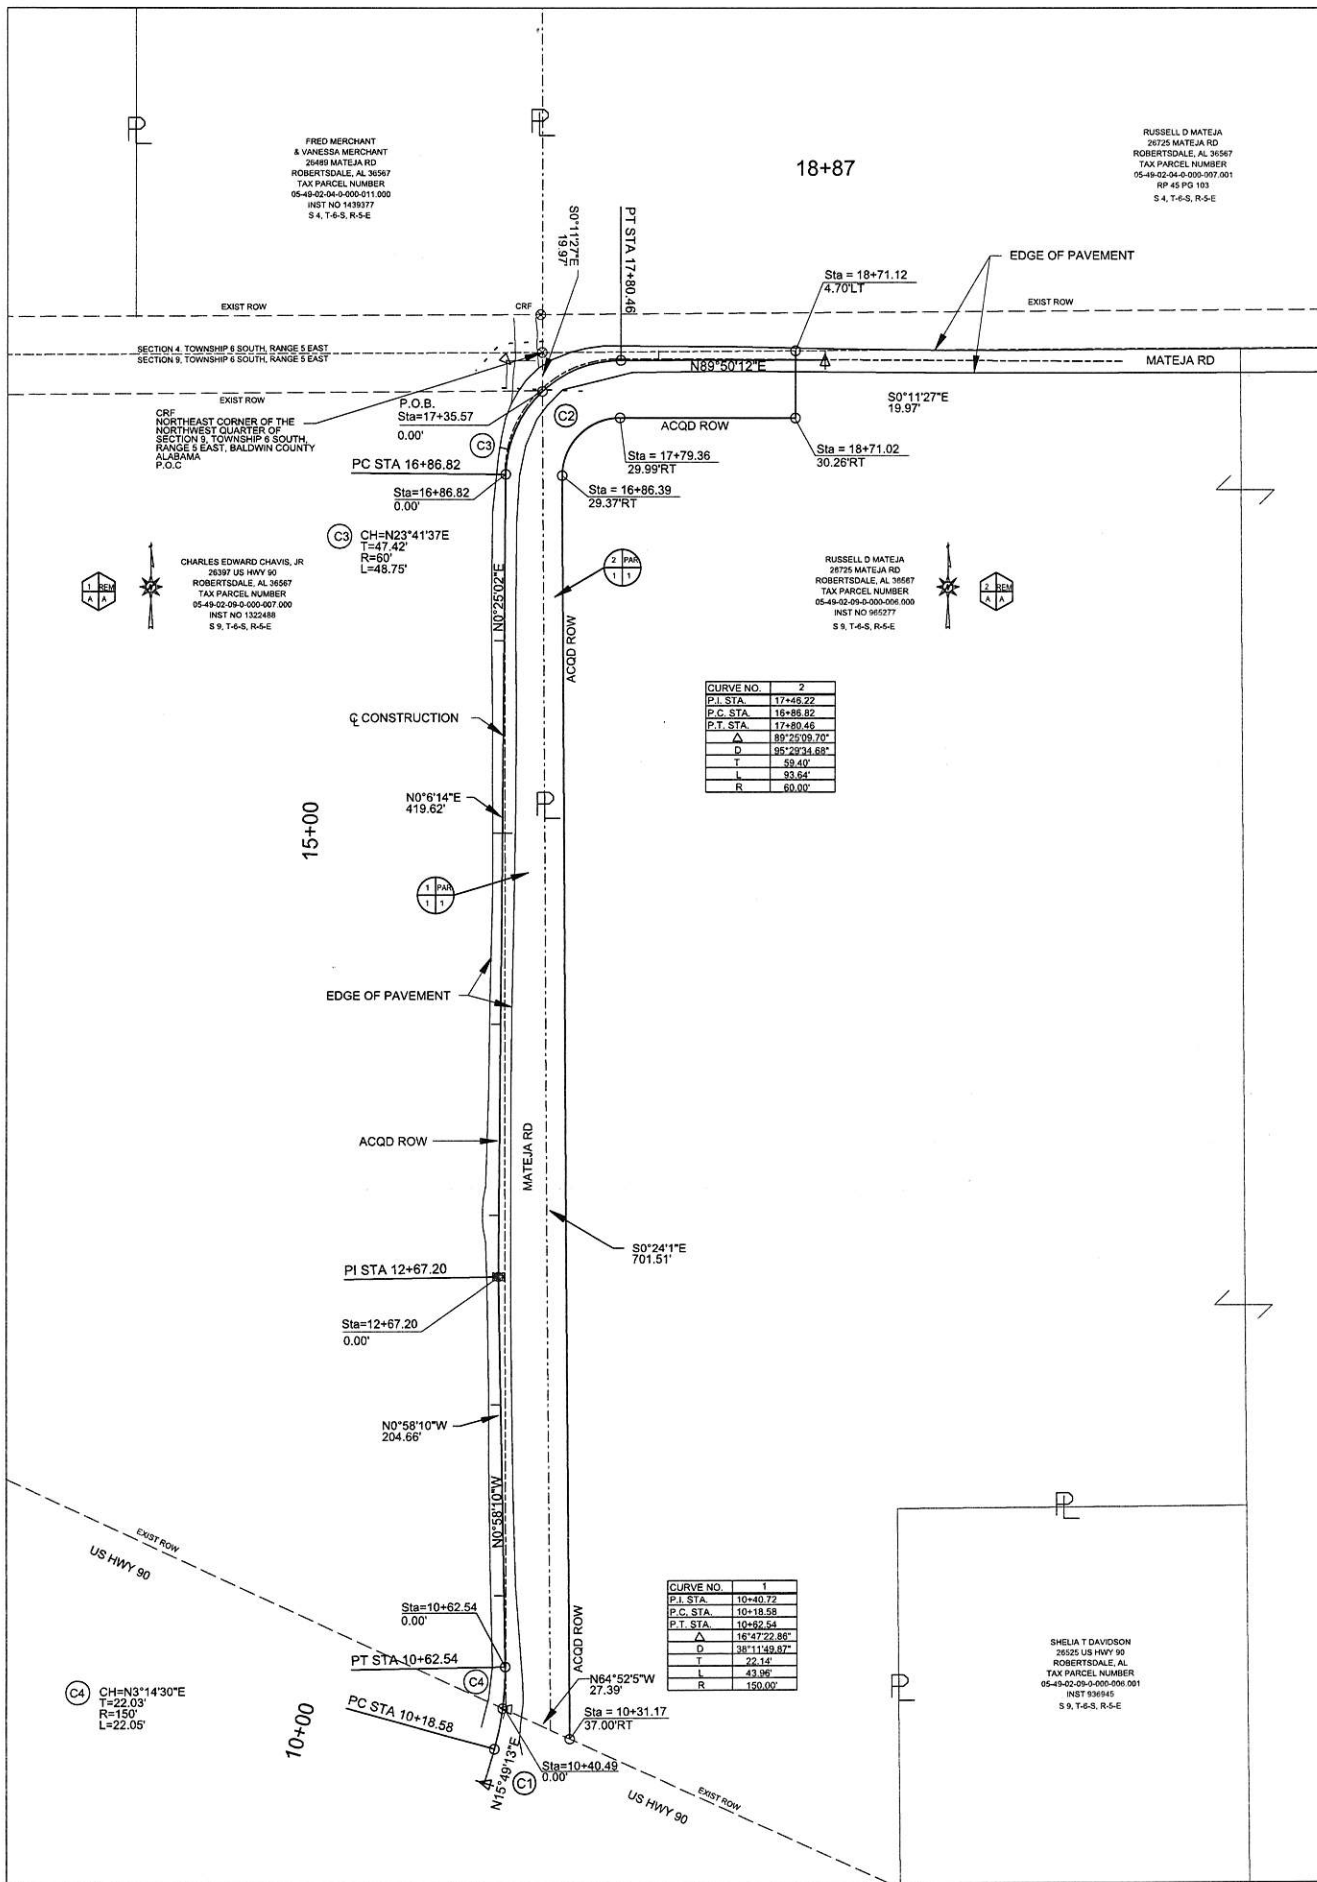 FRED MERCHANT
& VANESSA MERCHANT
26489 MATEJA RD
ROBERTSDALE, AL 36567
TAX PARCEL NUMBER
05-49-02-04-0-000-011.000
INST NO 1439377
S 4, T-6-S, R-5-E
18+87
RUSSELL D MATEJA
26725 MATEJA RD
ROBERTSDALE, AL 36567
TAX PARCEL NUMBER
05-49-02-04-0-000-007.001
RP 45 PG 103
S 4, T-6-S, R-5-E
S0°11'27"E
19.97'
PT STA 17+80.46
EDGE OF PAVEMENT
Sta = 18+71.12
4.70'LT
EXIST ROW
CRF
EXIST ROW
SECTION 4, TOWNSHIP 6 SOUTH, RANGE 5 EAST
SECTION 9, TOWNSHIP 6 SOUTH, RANGE 5 EAST
N89°50'12"E
MATEJA RD
EXIST ROW
S0°11'27"E
19.97'
CRF
NORTHEAST CORNER OF THE
NORTHWEST QUARTER OF
SECTION 9, TOWNSHIP 6 SOUTH,
RANGE 5 EAST, BALDWIN COUNTY
ALABAMA
P.O.C
P.O.B.
Sta=17+35.57
0.00'
C2
C3
ACQD ROW
Sta = 17+79.36
29.99'RT
Sta = 18+71.02
30.26'RT
PC STA 16+86.82
Sta=16+86.82
0.00'
Sta = 16+86.39
29.37'RT
C3
CH=N23°41'37E
T=47.42'
R=60'
L=48.75'
1 REM
A A
CHARLES EDWARD CHAVIS, JR
26397 US HWY 90
ROBERTSDALE, AL 36567
TAX PARCEL NUMBER
05-49-02-09-0-000-007.000
INST NO 1322488
S 9, T-6-S, R-5-E
N0°25'02"E
2 PAR
1 1
ACQD ROW
RUSSELL D MATEJA
26725 MATEJA RD
ROBERTSDALE, AL 36567
TAX PARCEL NUMBER
05-49-02-09-0-000-006.000
INST NO 965277
S 9, T-6-S, R-5-E
2 REM
A A
CURVE NO. 2
P.I. STA. 17+46.22
P.C. STA. 16+86.82
P.T. STA. 17+80.46
△ 89°25'09.70"
D 95°29'34.68"
T 59.40'
L 93.64'
R 60.00'
℄ CONSTRUCTION
N0°6'14"E
419.62'
15+00
1 PAR
1 1
EDGE OF PAVEMENT
ACQD ROW
MATEJA RD
S0°24'1"E
701.51'
PI STA 12+67.20
Sta=12+67.20
0.00'
N0°58'10"W
204.66'
N0°58'10"W
EXIST ROW
US HWY 90
Sta=10+62.54
0.00'
PT STA 10+62.54
C4
ACQD ROW
CURVE NO. 1
P.I. STA. 10+40.72
P.C. STA. 10+18.58
P.T. STA. 10+62.54
△ 16°47'22.86"
D 38°11'49.87"
T 22.14'
L 43.96'
R 150.00'
C4
CH=N3°14'30"E
T=22.03'
R=150'
L=22.05'
N64°52'5"W
27.39'
PC STA 10+18.58
Sta = 10+31.17
37.00'RT
10+00
N15°49'13"E
C1
Sta=10+40.49
0.00'
EXIST ROW
US HWY 90
SHELIA T DAVIDSON
26525 US HWY 90
ROBERTSDALE, AL
TAX PARCEL NUMBER
05-49-02-09-0-000-006.001
INST 936945
S 9, T-6-S, R-5-E